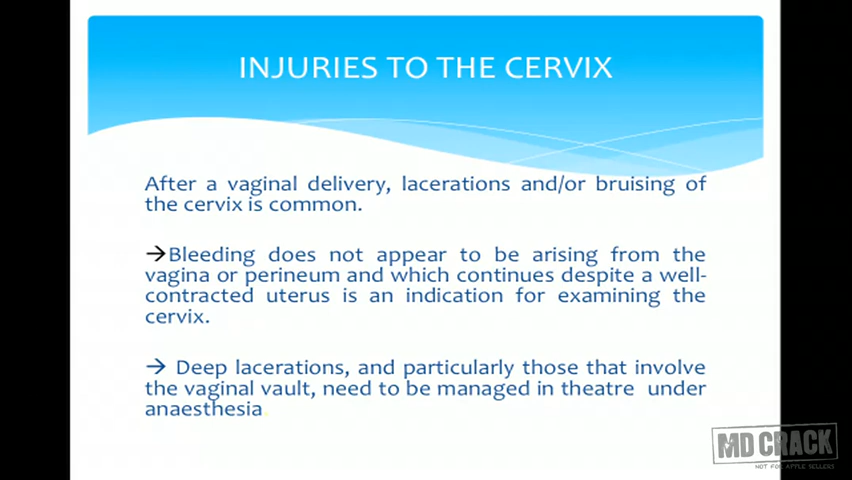 INJURIES TO THE CERVIX
After a vaginal delivery, lacerations and/or bruising of
the cervix is common.
→Bleeding does not appear to be arising from the
vagina or perineum and which continues despite a well-
contracted uterus is an indication for examining the
cervix.
→ Deep lacerations, and particularly those that involve
the vaginal vault, need to be managed in theatre under
anaesthesia.
MD CRACK
NOT FOR APPLE SELLERS